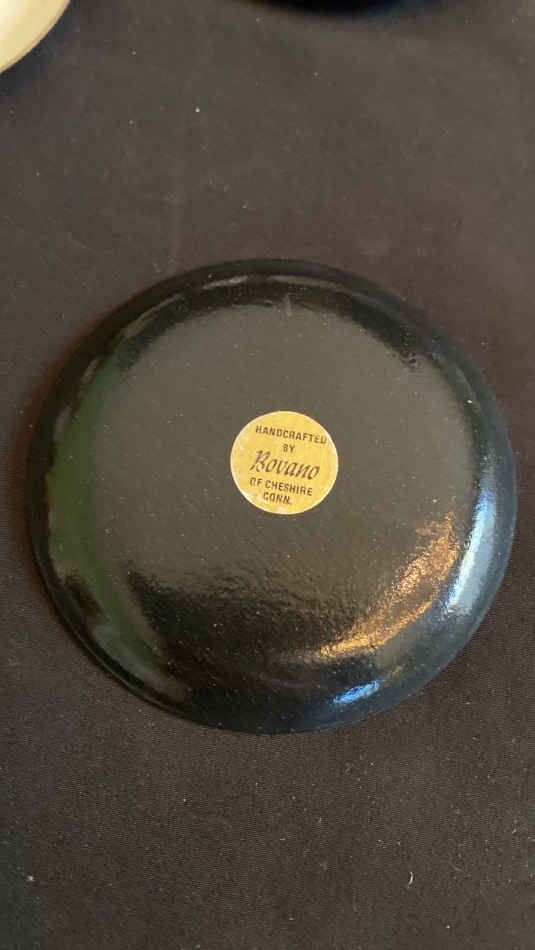 HANDCRAFTED
BY
Bovano
OF CHESHIRE
CONN.